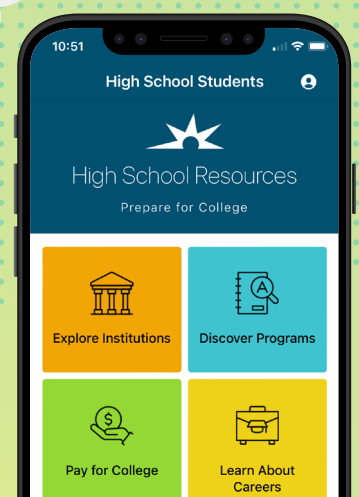 10:51
High School Students
High School Resources
Prepare for College
Explore Institutions
Discover Programs
Pay for College
Learn About
Careers